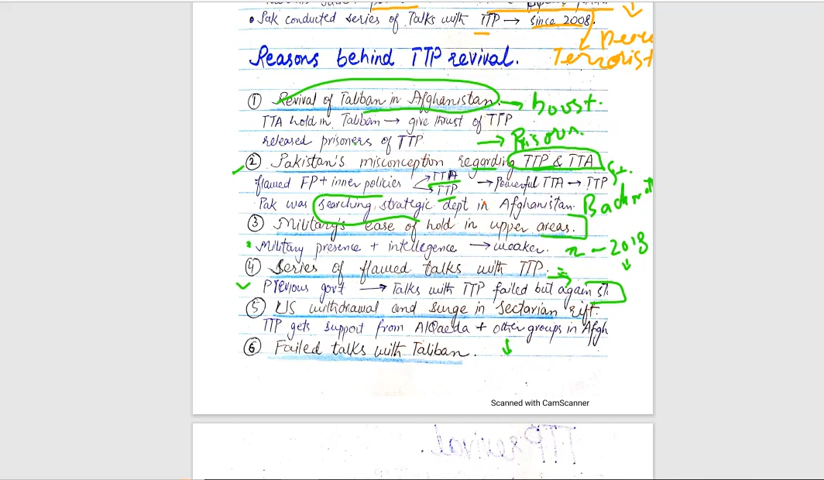 • Pak conducted series of Talks with TTP → since 2008.
Terrorist
Reasons behind TTP revival.
① Revival of Taliban in Afghanistan. → boost.
TTA hold in Taliban → give thrust of TTP
released prisoners of TTP → Prison.
② Pakistan's misconception regarding TTP & TTA
flawed FP + inner policies TTA TTP → Powerful TTA → TTP
Pak was searching strategic dept in Afghanistan.
③ Military's ease of hold in upper areas.
• Military presence + intelligence → weaker. 2018
④ Series of flawed talks with TTP.
Previous govt → Talks with TTP failed but again st
⑤ US withdrawal and surge in sectarian rift.
TTP gets support from AlQaeda + other groups in Afgh
⑥ Failed talks with Taliban.
Scanned with CamScanner
TTP revival.